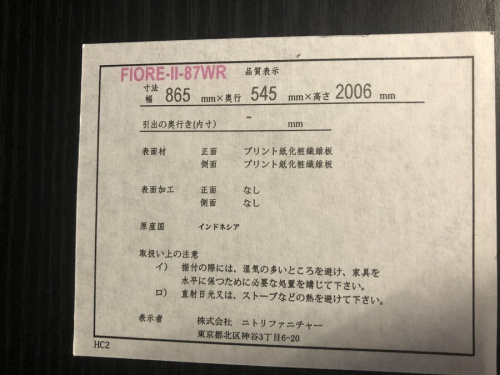 FIORE-II-87WR 品質表示
寸法 幅 865 mm×奥行 545 mm×高さ 2006 mm
引出の奥行き(内寸) - mm
表面材 正面 プリント紙化粧繊維板
側面 プリント紙化粧繊維板
表面加工 正面 なし
側面 なし
原産国 インドネシア
取扱い上の注意
イ) 据付の際には、湿気の多いところを避け、家具を
水平に保つために必要な処置を講じて下さい。
ロ) 直射日光又は、ストーブなどの熱を避けて下さい。
表示者 株式会社 ニトリファニチャー
東京都北区神谷3丁目6-20
HC2